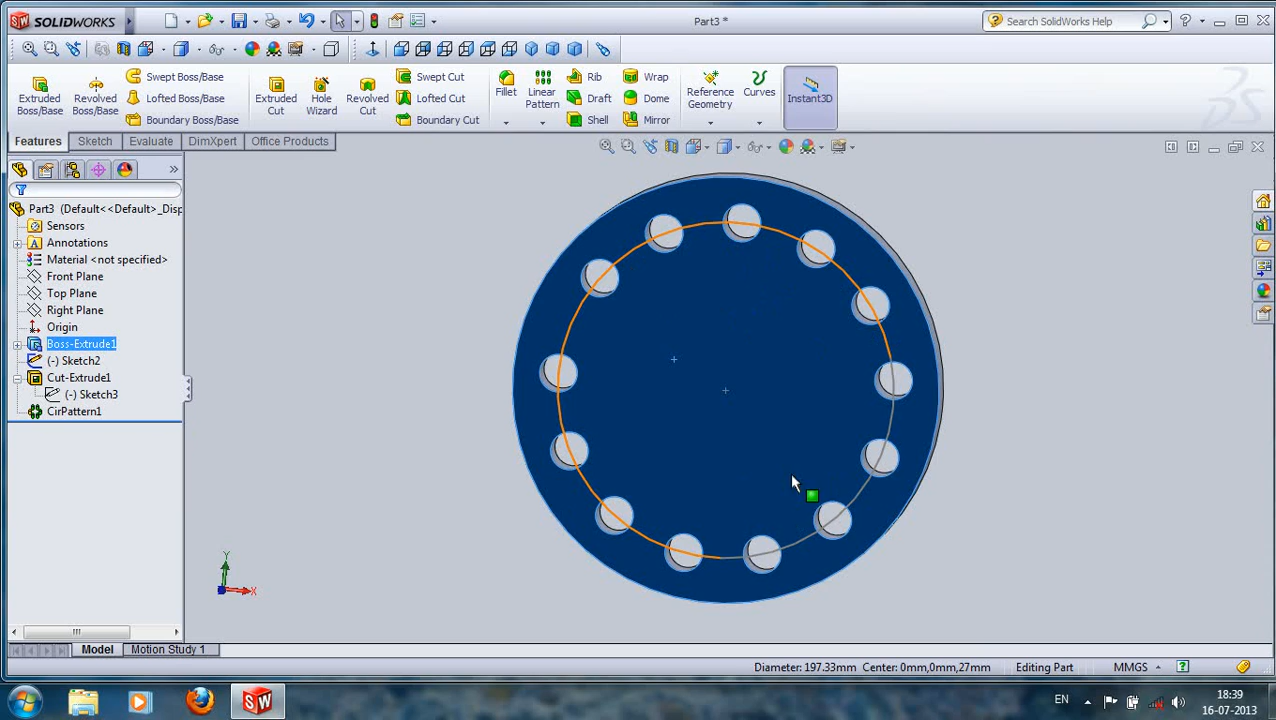 SOLIDWORKS
Part3 *
Search SolidWorks Help
Extruded Boss/Base
Revolved Boss/Base
Swept Boss/Base
Lofted Boss/Base
Boundary Boss/Base
Extruded Cut
Hole Wizard
Revolved Cut
Swept Cut
Lofted Cut
Boundary Cut
Fillet
Linear Pattern
Rib
Draft
Shell
Wrap
Dome
Mirror
Reference Geometry
Curves
Instant3D
Features
Sketch
Evaluate
DimXpert
Office Products
Part3 (Default<<Default>_Disp
Sensors
Annotations
Material <not specified>
Front Plane
Top Plane
Right Plane
Origin
Boss-Extrude1
(-) Sketch2
Cut-Extrude1
(-) Sketch3
CirPattern1
Y
X
Model
Motion Study 1
Diameter: 197.33mm Center: 0mm,0mm,27mm
Editing Part
MMGS
EN
18:39
16-07-2013